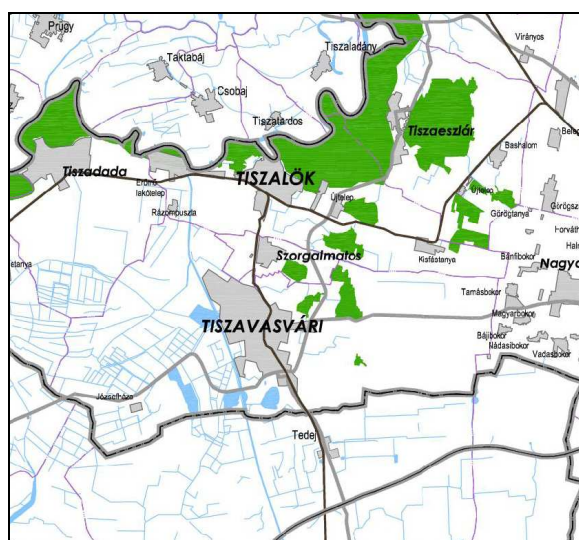 Prügy
Taktabáj
Csobaj
Tiszaladány
Virányos
Tiszatardos
Tiszaeszlár
Bashalom
Tiszadada
TISZALÖK
Újtelep
Újtelep
Rázompuszta
Görögtanya
Szorgalmatos
Kisfástanya
Bánfibokor
Tamásbokor
TISZAVASVÁRI
Magyarbokor
Bájibokor
Nádasibokor
Vadasbokor
Józsefháza
Tedej